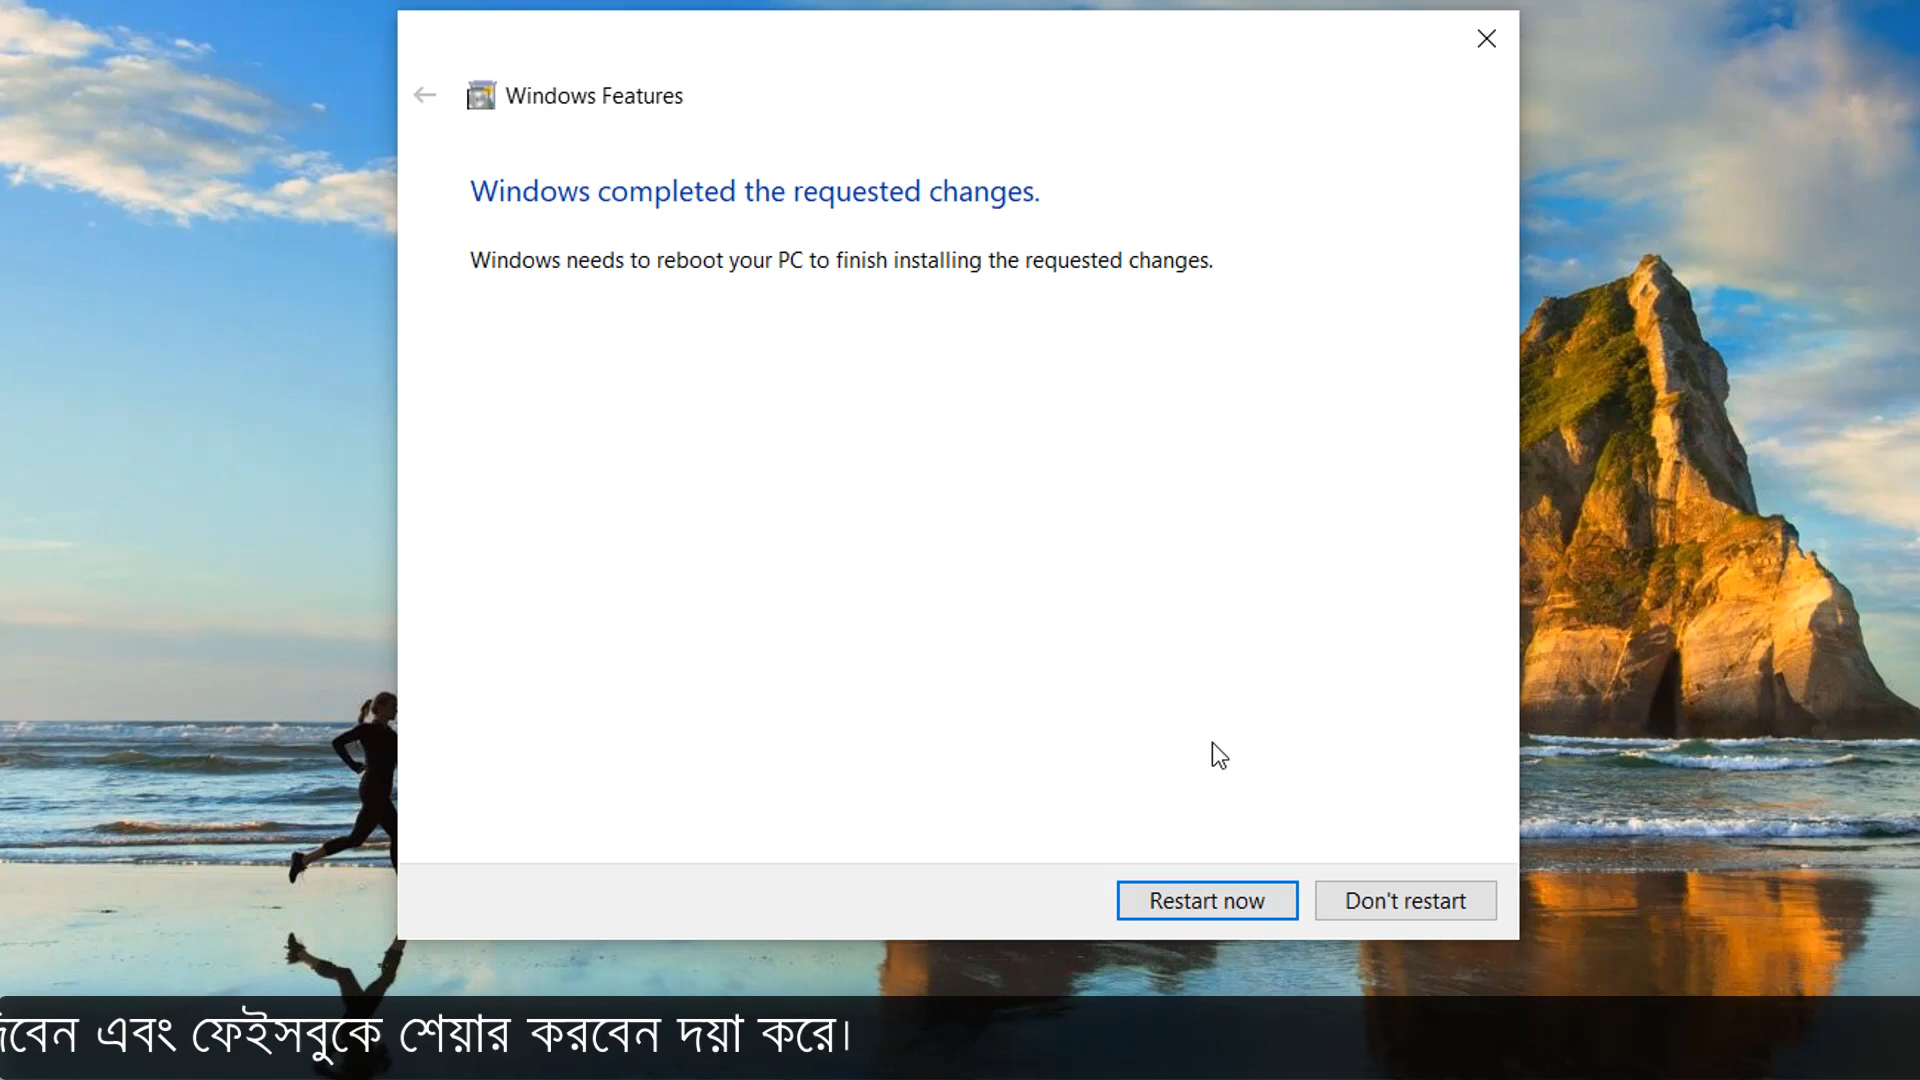 Windows Features
Windows completed the requested changes.
Windows needs to reboot your PC to finish installing the requested changes.
Restart now
Don't restart
এবং ফেইসবুকে শেয়ার করবেন দয়া করে।